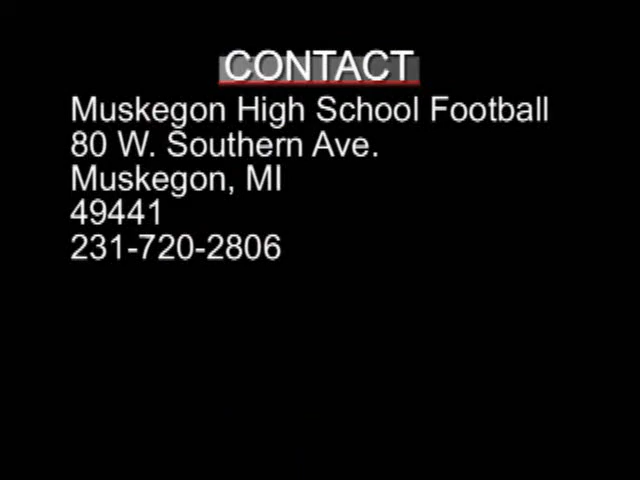 CONTACT
Muskegon High School Football
80 W. Southern Ave.
Muskegon, MI
49441
231-720-2806